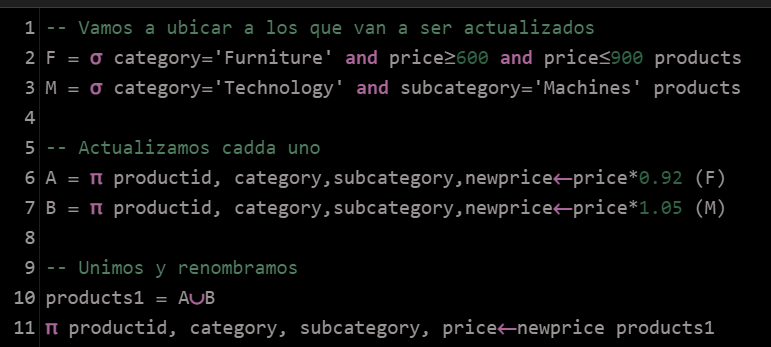 1 -- Vamos a ubicar a los que van a ser actualizados
2 F = σ category='Furniture' and price≥600 and price≤900 products
3 M = σ category='Technology' and subcategory='Machines' products
4
5 -- Actualizamos cadda uno
6 A = π productid, category,subcategory,newprice←price*0.92 (F)
7 B = π productid, category,subcategory,newprice←price*1.05 (M)
8
9 -- Unimos y renombramos
10 products1 = A∪B
11 π productid, category, subcategory, price←newprice products1